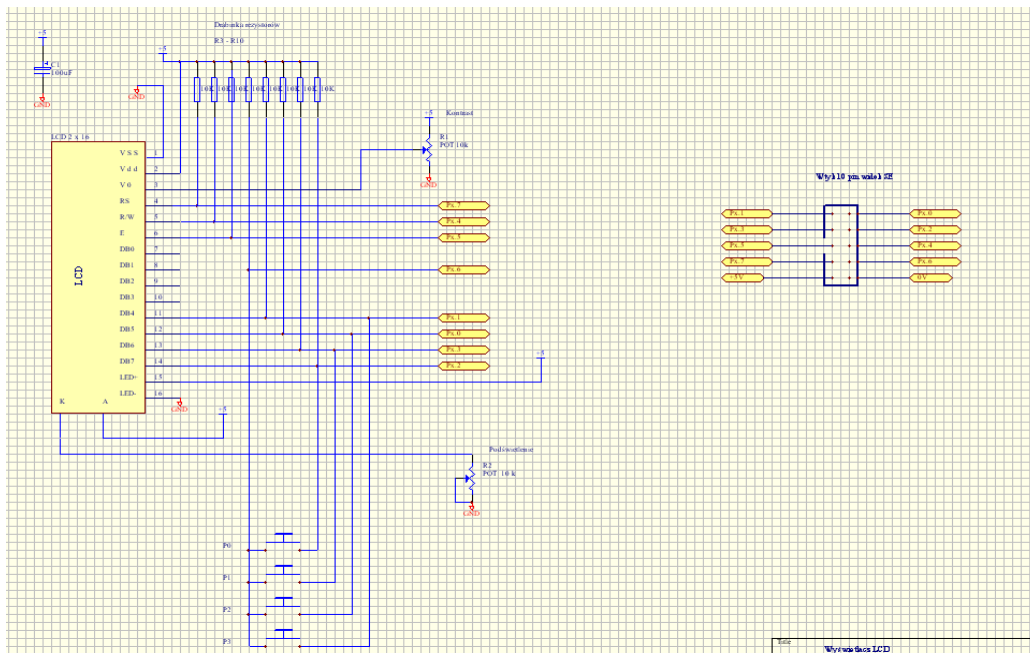 Drabinka rezystorów
R3 - R10
+5
+5
C1
100uF
GND
GND
10K 10K 10K 10K 10K 10K 10K 10K
+5
Kontrast
R1
POT 10k
GND
LCD 2 x 16
VSS 1
Vdd 2
V0 3
RS 4 Px.7
R/W 5 Px.4
E 6 Px.5
DB0 7
DB1 8 Px.6
DB2 9
DB3 10
DB4 11 Px.1
DB5 12 Px.0
DB6 13 Px.3
DB7 14 Px.2
LED+ 15 +5
LED- 16
GND
LCD
K A
+5
Podświetlenie
R2
POT 10 k
GND
P0
P1
P2
P3
Px.1 Px.0
Px.3 Px.2
Px.5 Px.4
Px.7 Px.6
+5V 0V
Title
Wyświetlacz LCD